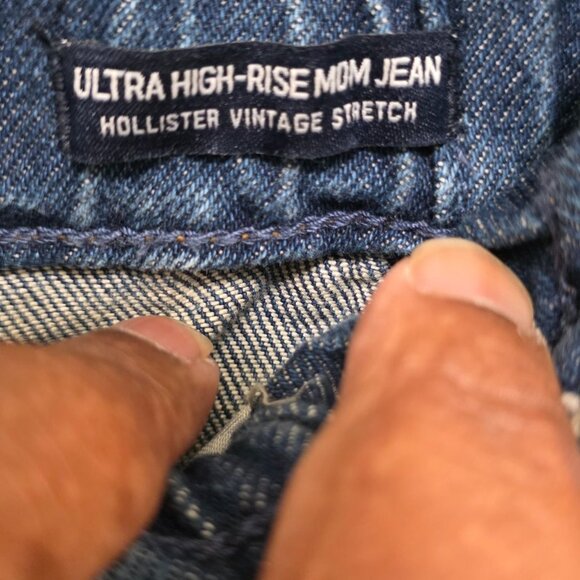 ULTRA HIGH-RISE MOM JEAN
HOLLISTER VINTAGE STRETCH